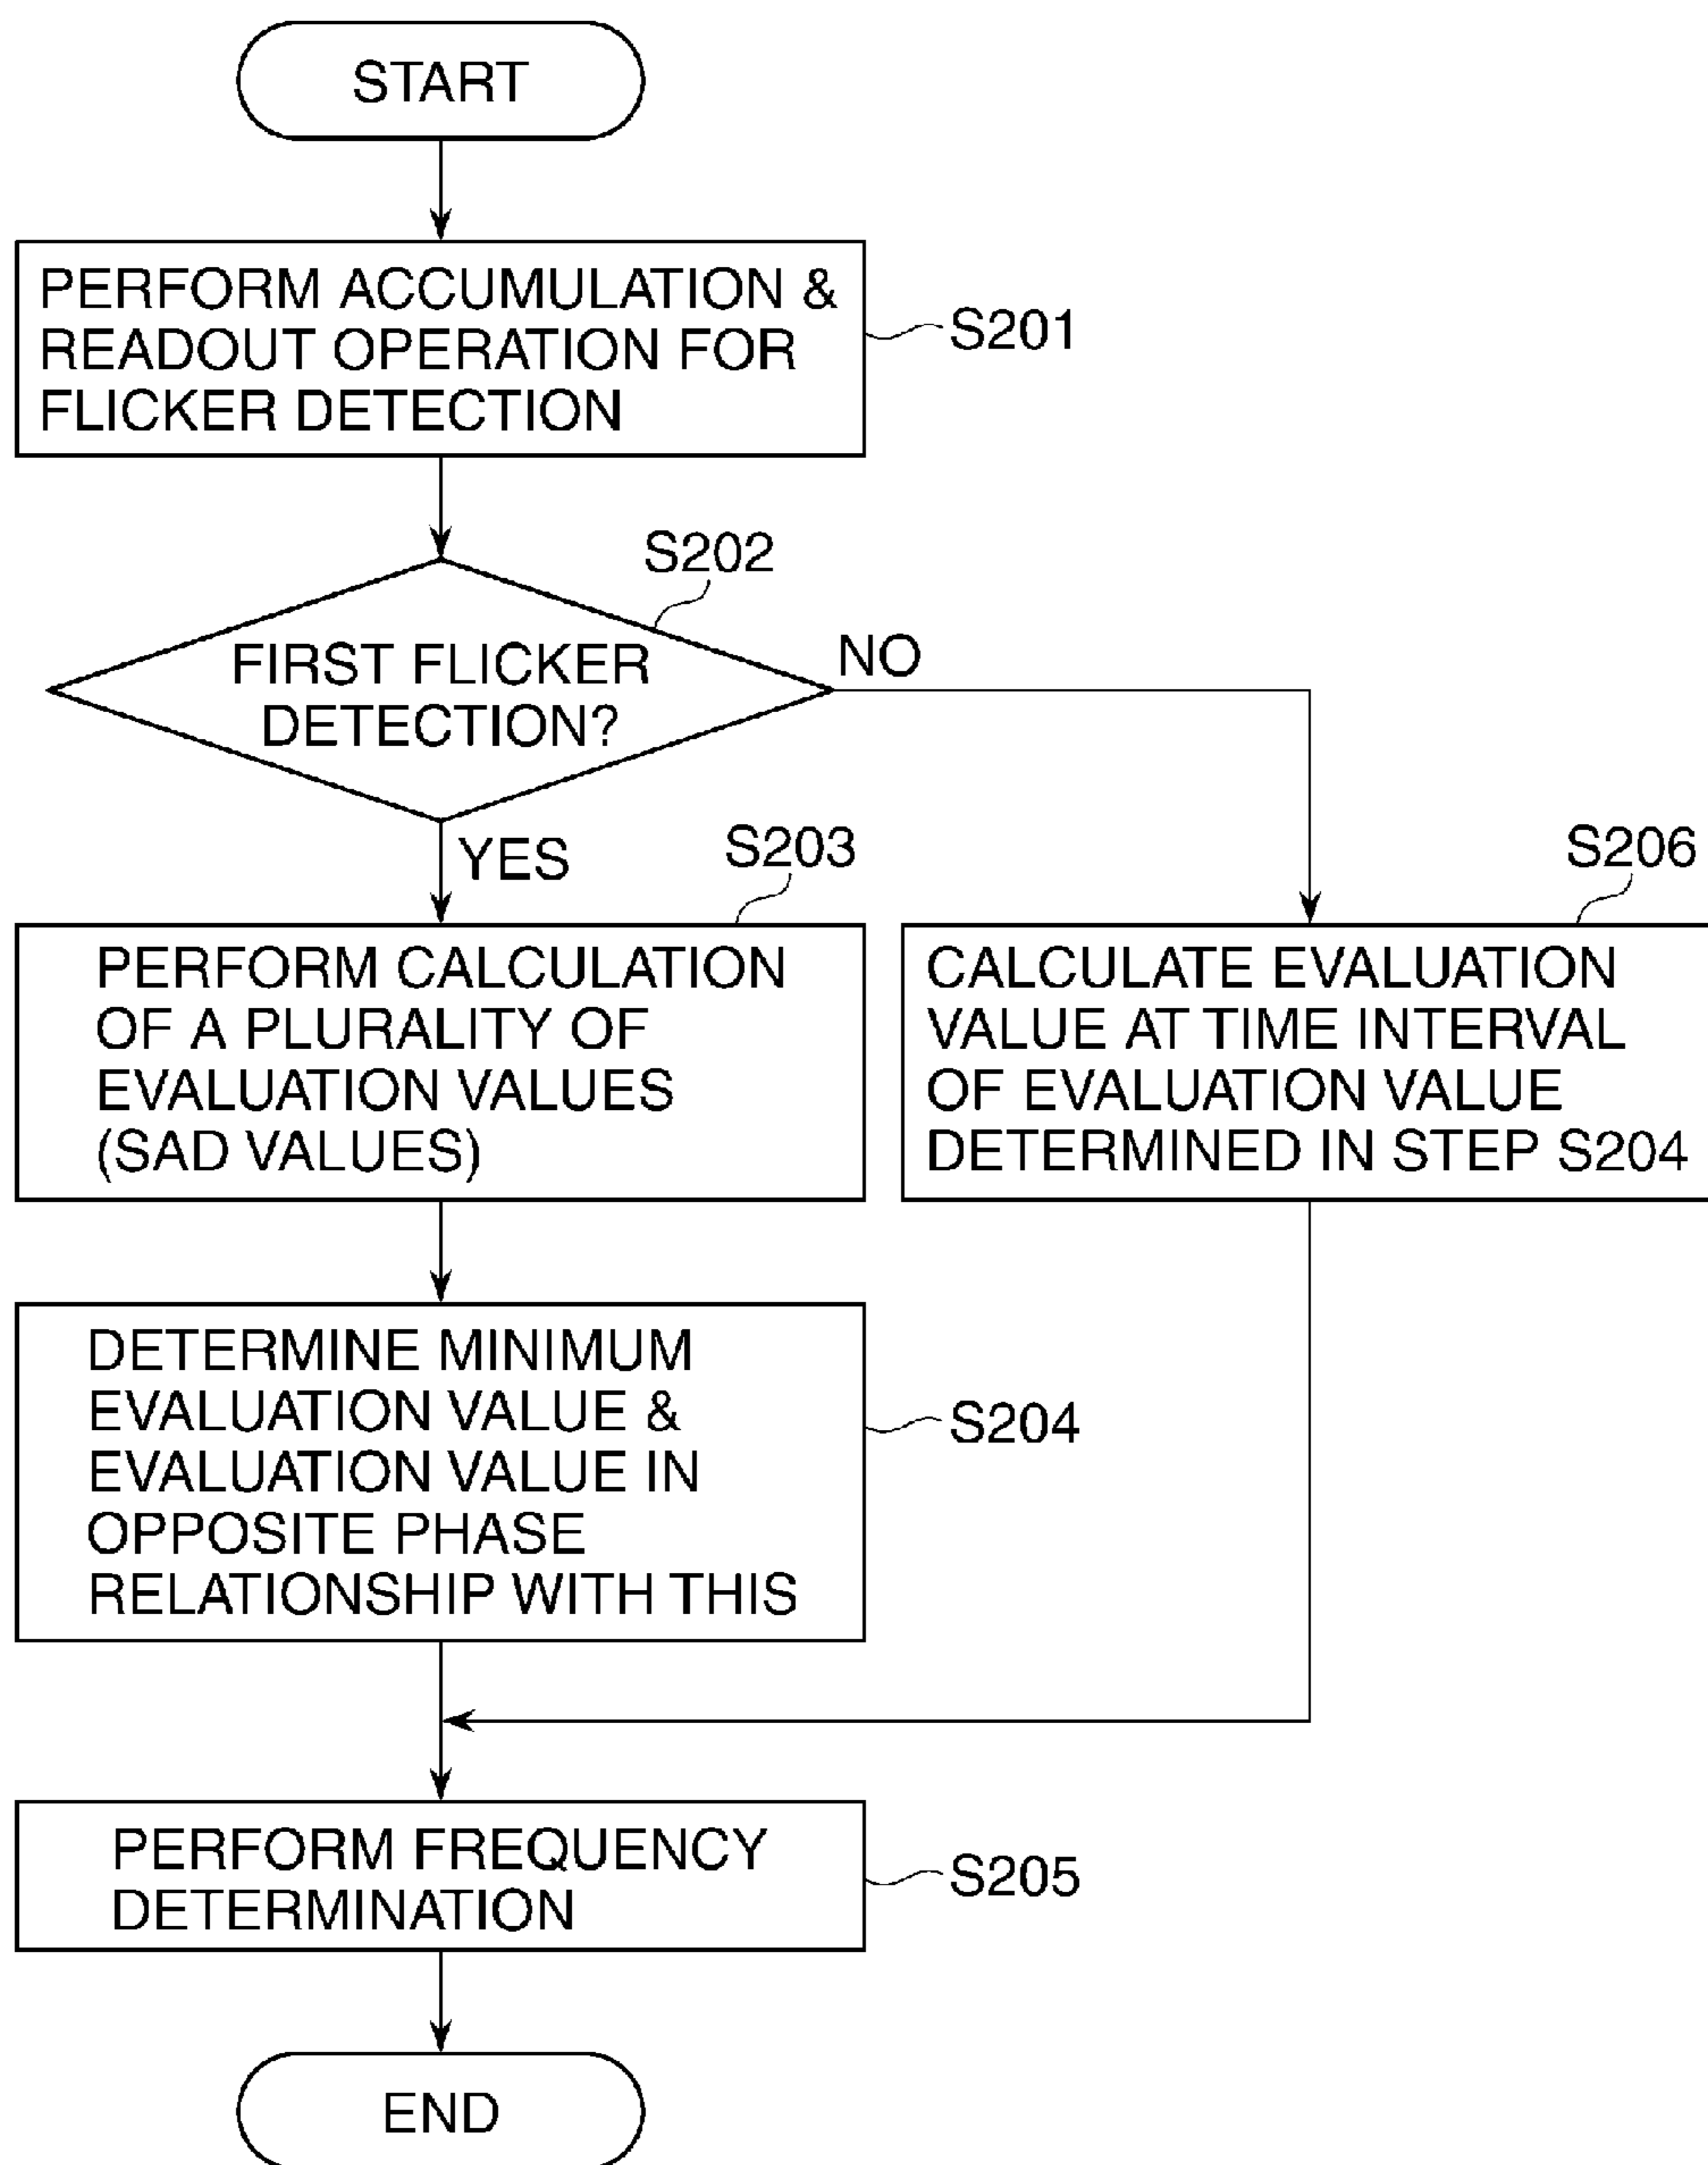 START
PERFORM ACCUMULATION &
READOUT OPERATION FOR
FLICKER DETECTION
S201
S202
FIRST FLICKER
DETECTION?
NO
YES
S203
PERFORM CALCULATION
OF A PLURALITY OF
EVALUATION VALUES
(SAD VALUES)
S206
CALCULATE EVALUATION
VALUE AT TIME INTERVAL
OF EVALUATION VALUE
DETERMINED IN STEP S204
DETERMINE MINIMUM
EVALUATION VALUE &
EVALUATION VALUE IN
OPPOSITE PHASE
RELATIONSHIP WITH THIS
S204
PERFORM FREQUENCY
DETERMINATION
S205
END